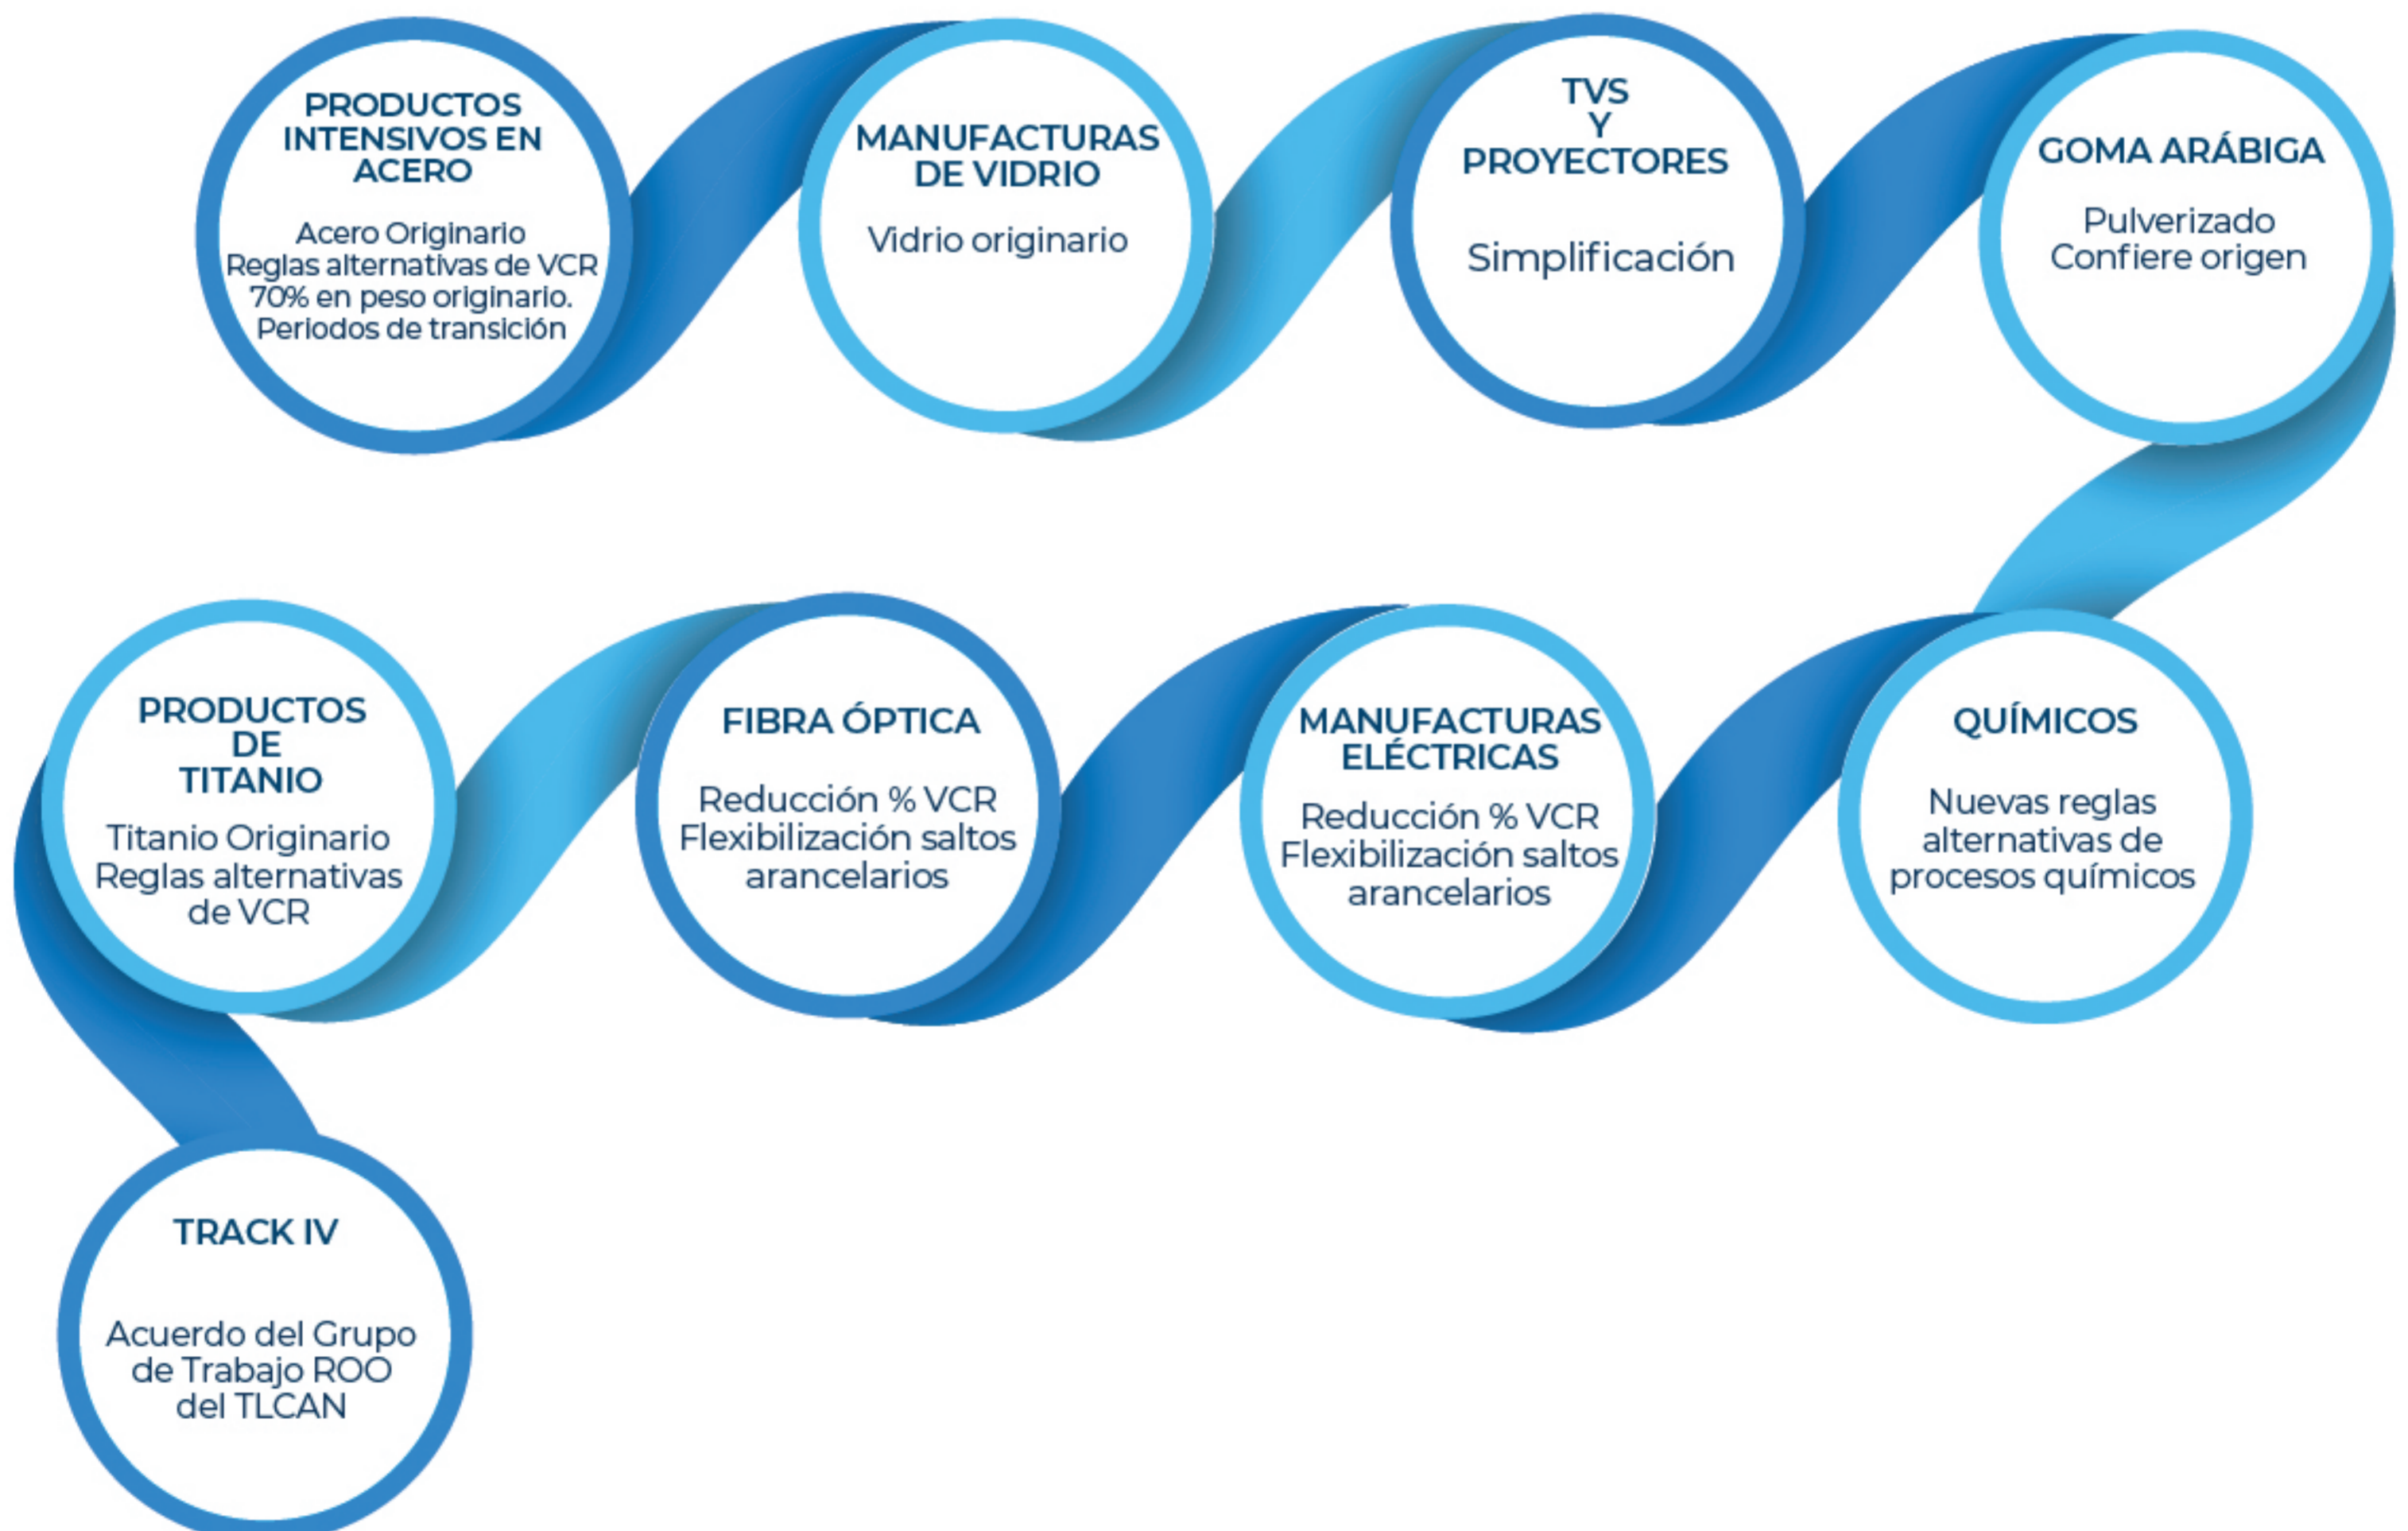 PRODUCTOS
INTENSIVOS EN
ACERO
Acero Originario
Reglas alternativas de VCR
70% en peso originario.
Periodos de transición
MANUFACTURAS
DE VIDRIO
Vidrio originario
TVS
Y
PROYECTORES
Simplificación
GOMA ARÁBIGA
Pulverizado
Confiere origen
QUÍMICOS
Nuevas reglas
alternativas de
procesos químicos
MANUFACTURAS
ELÉCTRICAS
Reducción % VCR
Flexibilización saltos
arancelarios
FIBRA ÓPTICA
Reducción % VCR
Flexibilización saltos
arancelarios
PRODUCTOS
DE
TITANIO
Titanio Originario
Reglas alternativas
de VCR
TRACK IV
Acuerdo del Grupo
de Trabajo ROO
del TLCAN